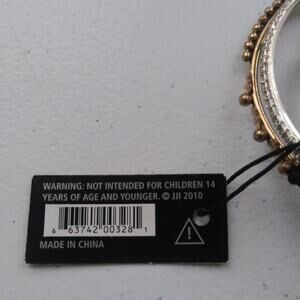 WARNING: NOT INTENDED FOR CHILDREN 14
YEARS OF AGE AND YOUNGER. © JJI 2010
6 63742 00328 1
MADE IN CHINA